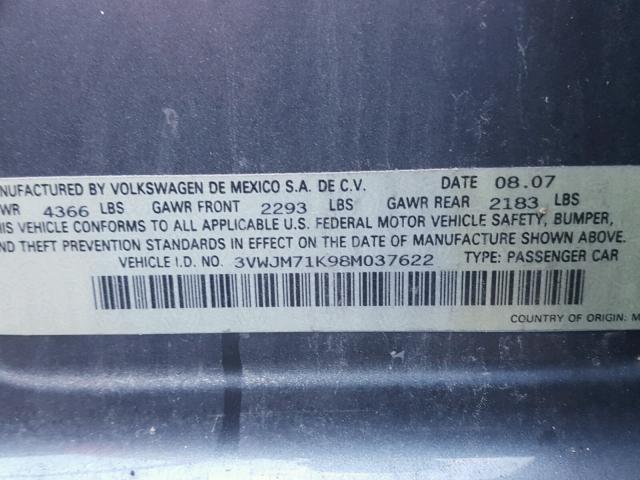 NUFACTURED BY VOLKSWAGEN DE MEXICO S.A. DE C.V. DATE 08.07
WR 4366 LBS GAWR FRONT 2293 LBS GAWR REAR 2183 LBS
HIS VEHICLE CONFORMS TO ALL APPLICABLE U.S. FEDERAL MOTOR VEHICLE SAFETY, BUMPER,
ND THEFT PREVENTION STANDARDS IN EFFECT ON THE DATE OF MANUFACTURE SHOWN ABOVE.
VEHICLE I.D. NO. 3VWJM71K98M037622 TYPE: PASSENGER CAR
COUNTRY OF ORIGIN: M